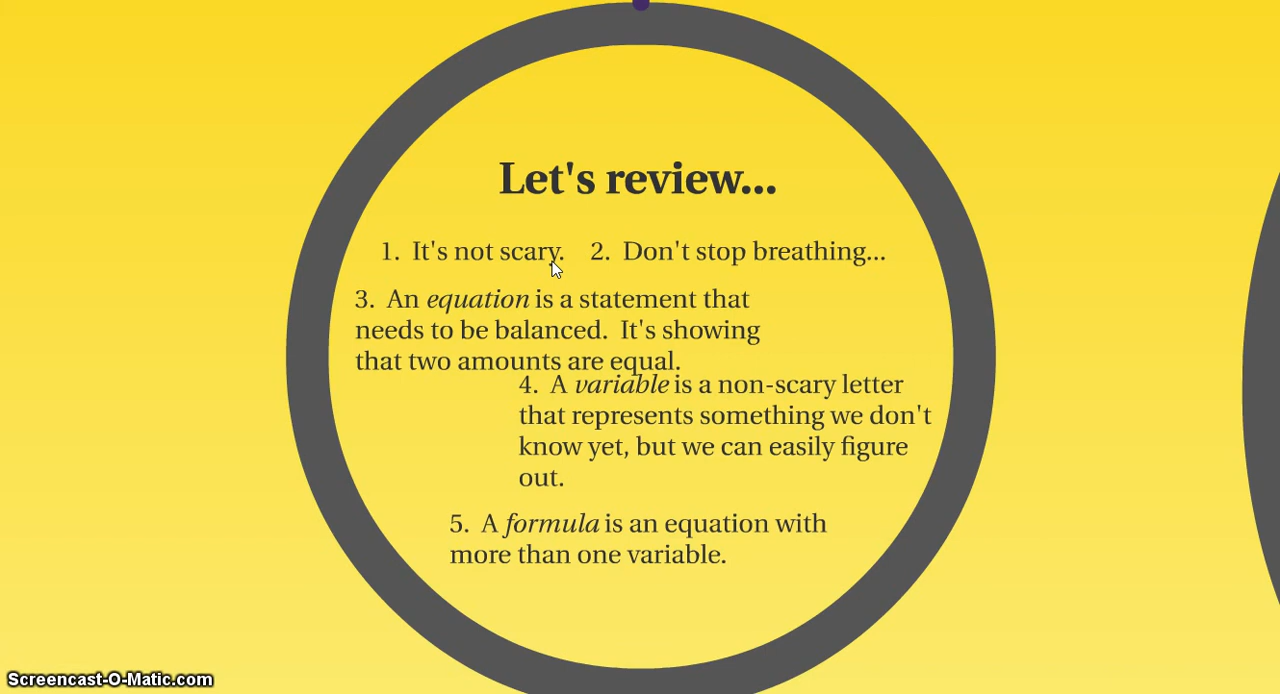 Let's review...
1. It's not scary. 2. Don't stop breathing...
3. An equation is a statement that
needs to be balanced. It's showing
that two amounts are equal.
4. A variable is a non-scary letter
that represents something we don't
know yet, but we can easily figure
out.
5. A formula is an equation with
more than one variable.
Screencast-O-Matic.com